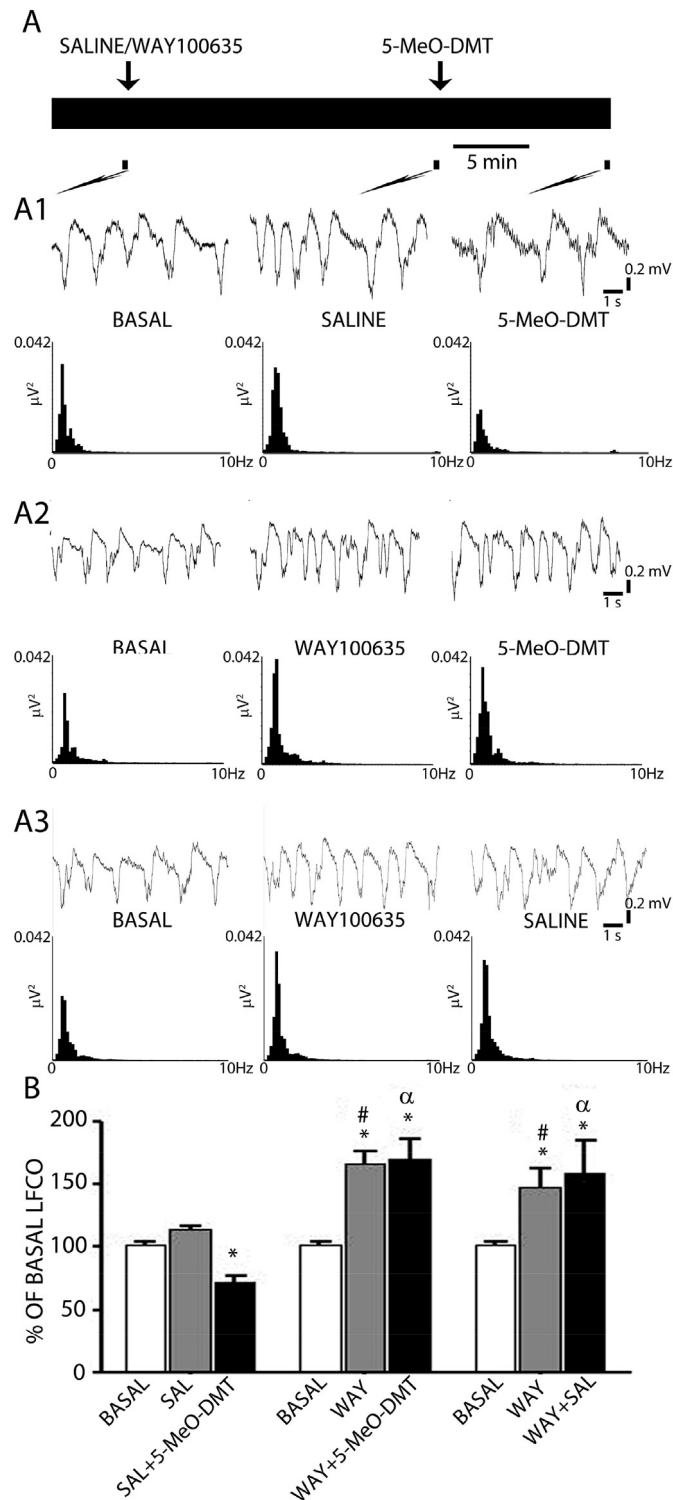 A
SALINE/WAY100635 5-MeO-DMT
5 min
A1
0.2 mV
1 s
BASAL SALINE 5-MeO-DMT
0.042 0.042 0.042
μV² μV² μV²
0 10Hz 0 10Hz 0 10Hz
A2
0.2 mV
1 s
BASAL WAY100635 5-MeO-DMT
0.042 0.042 0.042
μV² μV² μV²
0 10Hz 0 10Hz 0 10Hz
A3
0.2 mV
1 s
BASAL WAY100635 SALINE
0.042 0.042 0.042
μV² μV² μV²
0 10Hz 0 10Hz 0 10Hz
B
% OF BASAL LFCO
200
150
100
50
0
*
# *
α *
# *
α *
BASAL
SAL
SAL+5-MeO-DMT
BASAL
WAY
WAY+5-MeO-DMT
BASAL
WAY
WAY+SAL